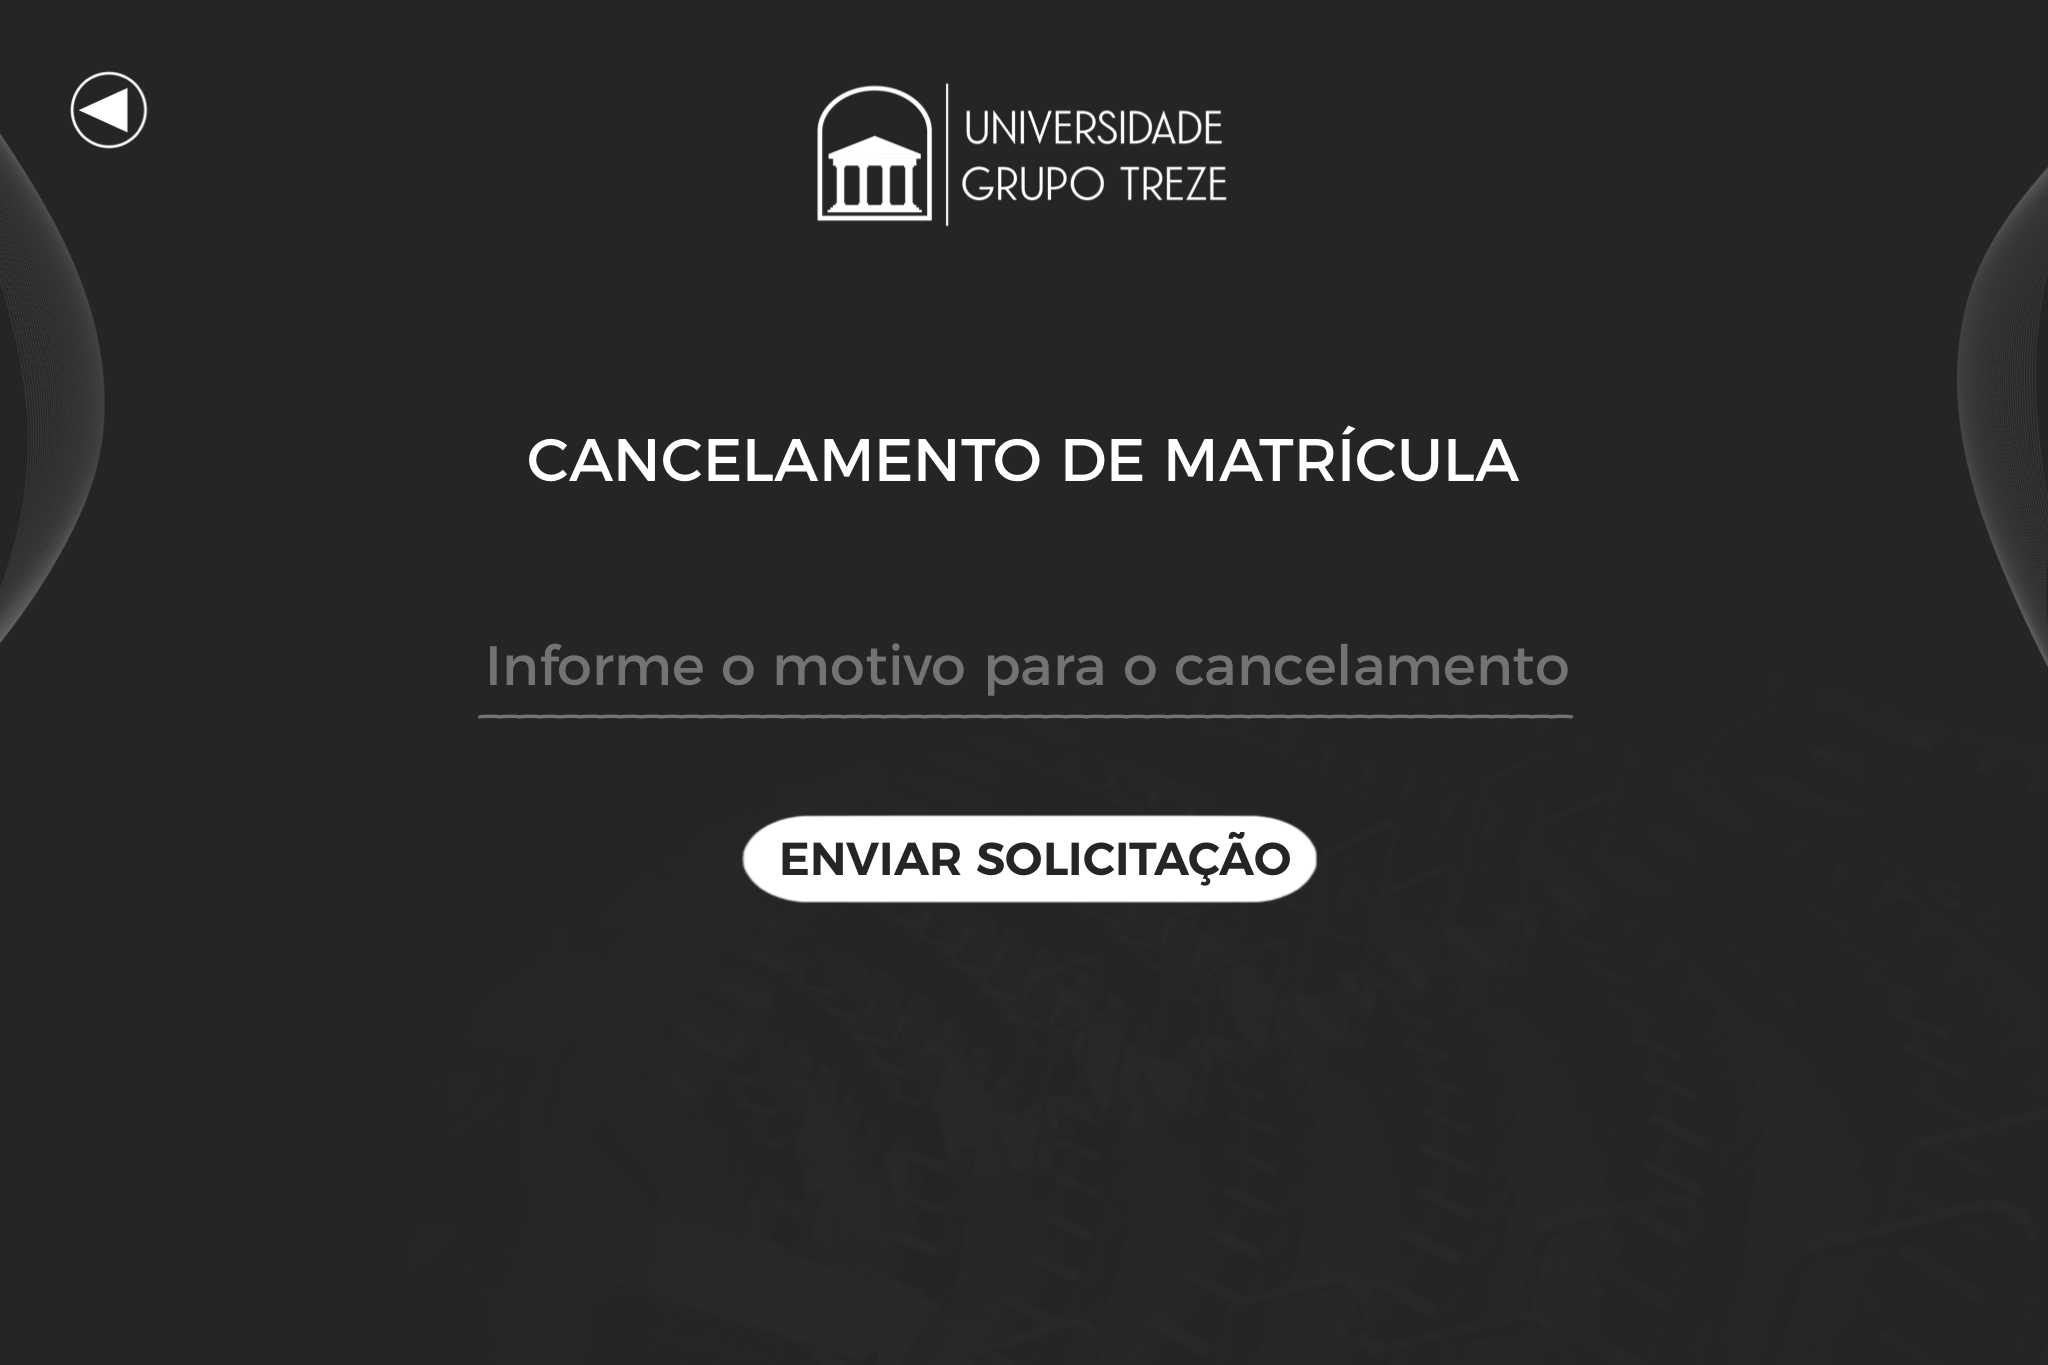 UNIVERSIDADE
GRUPO TREZE
CANCELAMENTO DE MATRÍCULA
Informe o motivo para o cancelamento
ENVIAR SOLICITAÇÃO